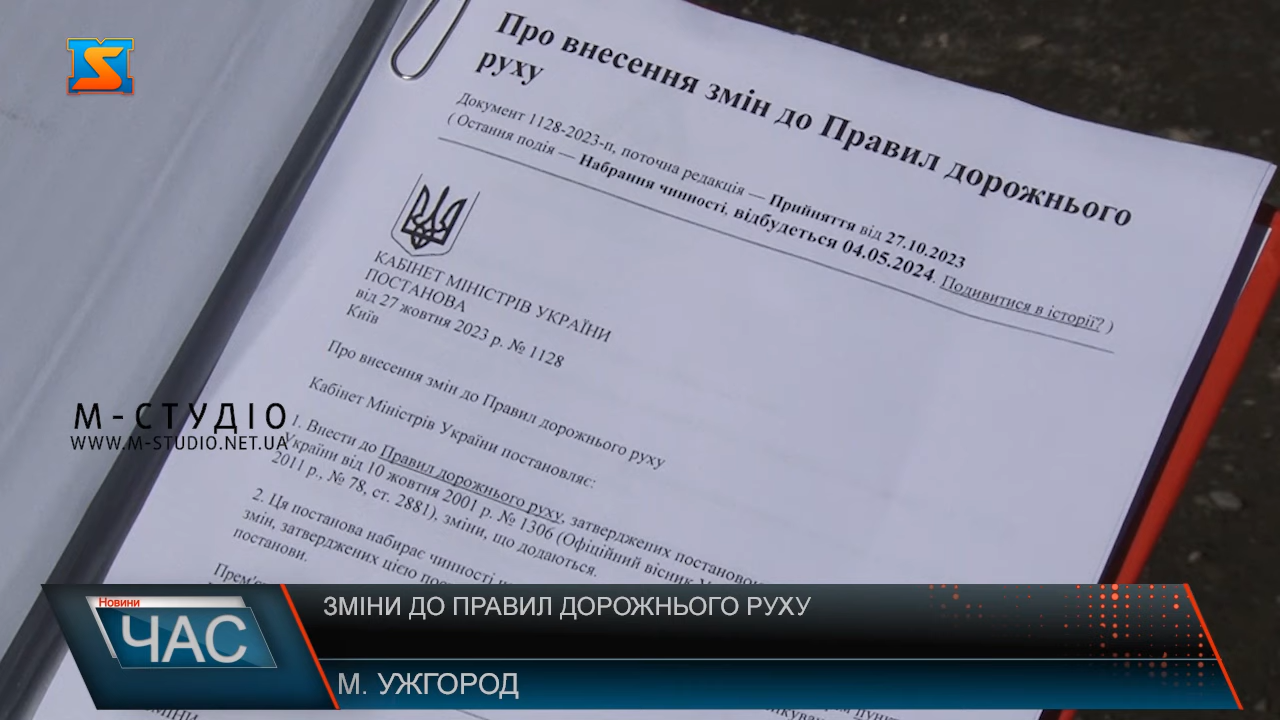 Про внесення змін до Правил дорожнього
руху
Документ 1128-2023-п, поточна редакція — Прийняття від 27.10.2023
( Остання подія — Набрання чинності, відбудеться 04.05.2024. Подивитися в історії? )
КАБІНЕТ МІНІСТРІВ УКРАЇНИ
ПОСТАНОВА
від 27 жовтня 2023 р. № 1128
Київ
Про внесення змін до Правил дорожнього руху
Кабінет Міністрів України постановляє:
1. Внести до Правил дорожнього руху, затверджених постановою
України від 10 жовтня 2001 р. № 1306 (Офіційний вісник
2011 р., № 78, ст. 2881), зміни, що додаються.
2. Ця постанова набирає чинності
змін, затверджених цією
постанови.
М-СТУДІО
WWW.M-STUDIO.NET.UA
Новини
ЧАС
ЗМІНИ ДО ПРАВИЛ ДОРОЖНЬОГО РУХУ
М. УЖГОРОД